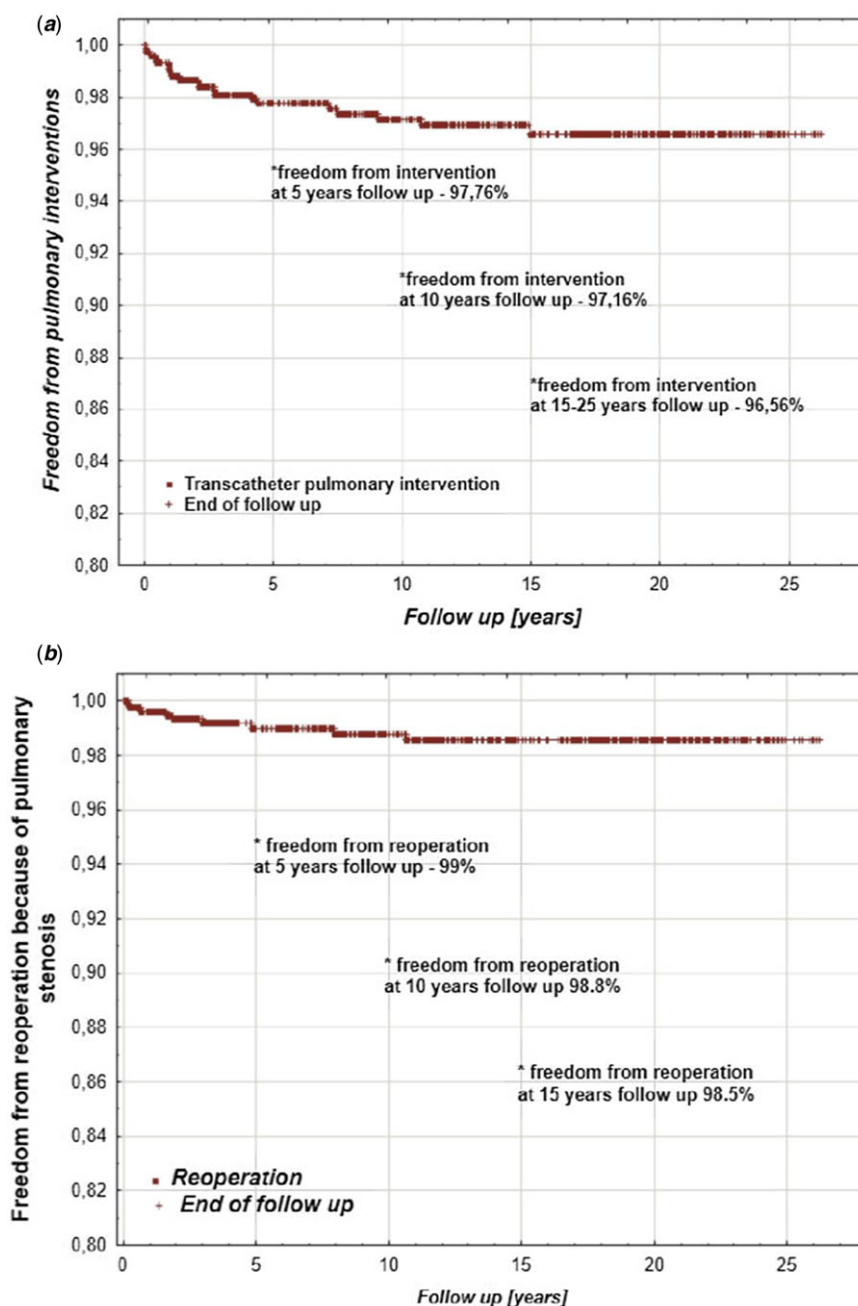 (a)
Freedom from pulmonary interventions
1,00
0,98
0,96
0,94
0,92
0,90
0,88
0,86
0,84
0,82
0,80
*freedom from intervention
at 5 years follow up - 97,76%
*freedom from intervention
at 10 years follow up - 97,16%
*freedom from intervention
at 15-25 years follow up - 96,56%
Transcatheter pulmonary intervention
End of follow up
0 5 10 15 20 25
Follow up [years]
(b)
Freedom from reoperation because of pulmonary
stenosis
1,00
0,98
0,96
0,94
0,92
0,90
0,88
0,86
0,84
0,82
0,80
* freedom from reoperation
at 5 years follow up - 99%
* freedom from reoperation
at 10 years follow up 98.8%
* freedom from reoperation
at 15 years follow up 98.5%
Reoperation
End of follow up
0 5 10 15 20 25
Follow up [years]